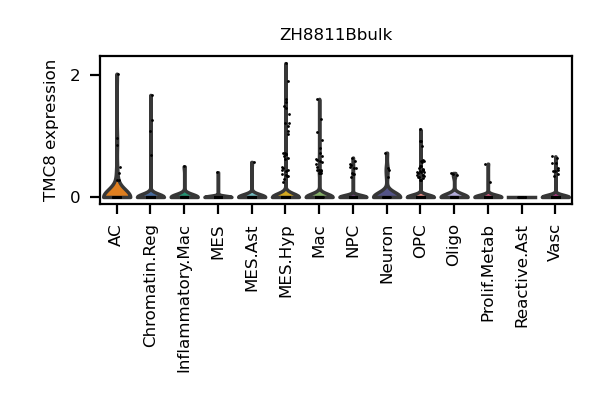 ZH8811Bbulk
TMC8 expression
2
0
AC
Chromatin.Reg
Inflammatory.Mac
MES
MES.Ast
MES.Hyp
Mac
NPC
Neuron
OPC
Oligo
Prolif.Metab
Reactive.Ast
Vasc